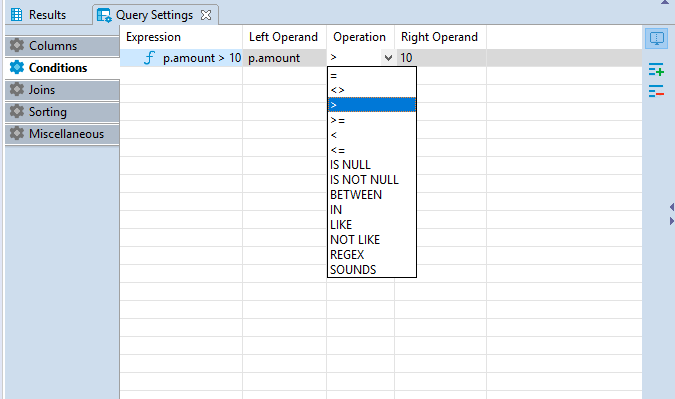 Results Query Settings
Columns
Conditions
Joins
Sorting
Miscellaneous
Expression Left Operand Operation Right Operand
p.amount > 10 p.amount > 10
=
<>
>
>=
<
<=
IS NULL
IS NOT NULL
BETWEEN
IN
LIKE
NOT LIKE
REGEX
SOUNDS